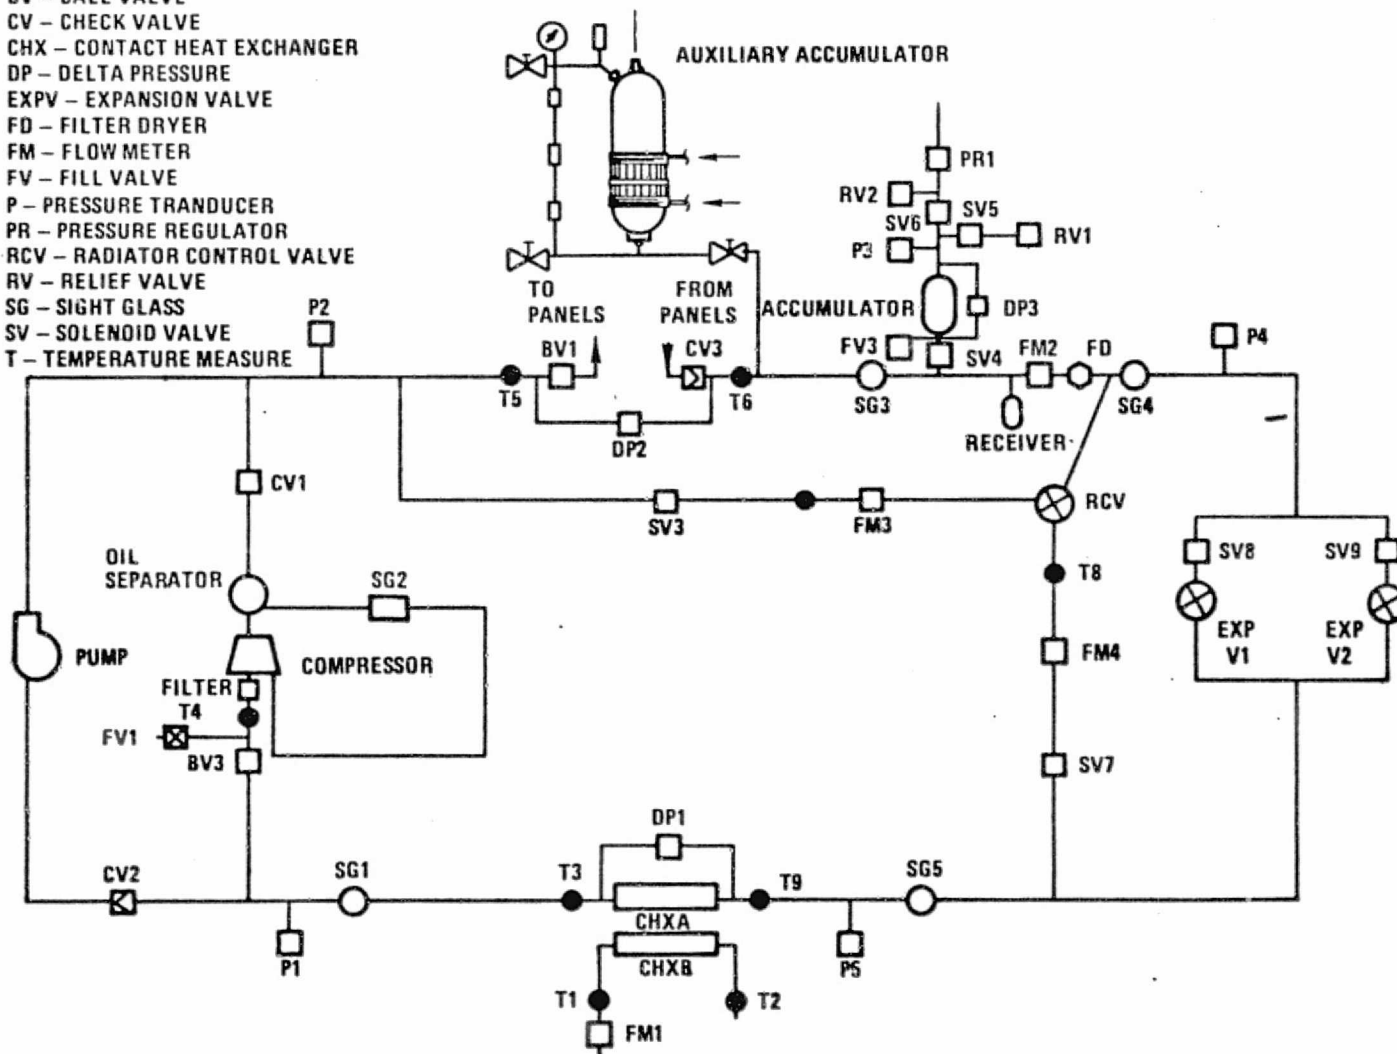 CV – CHECK VALVE
CHX – CONTACT HEAT EXCHANGER
DP – DELTA PRESSURE
EXPV – EXPANSION VALVE
FD – FILTER DRYER
FM – FLOW METER
FV – FILL VALVE
P – PRESSURE TRANDUCER
PR – PRESSURE REGULATOR
RCV – RADIATOR CONTROL VALVE
RV – RELIEF VALVE
SG – SIGHT GLASS
SV – SOLENOID VALVE
T – TEMPERATURE MEASURE
AUXILIARY ACCUMULATOR
PR1
RV2
SV6
SV5
RV1
P3
ACCUMULATOR
DP3
FV3
SV4
FM2
FD
P4
P2
TO
PANELS
FROM
PANELS
BV1
CV3
T5
T6
DP2
SG3
RECEIVER
SG4
CV1
SV3
FM3
RCV
OIL
SEPARATOR
SG2
T8
SV8
SV9
PUMP
COMPRESSOR
FM4
EXP
V1
EXP
V2
FILTER
T4
FV1
BV3
SV7
DP1
CV2
SG1
T3
T9
SG5
CHXA
P1
CHXB
P5
T1
T2
FM1